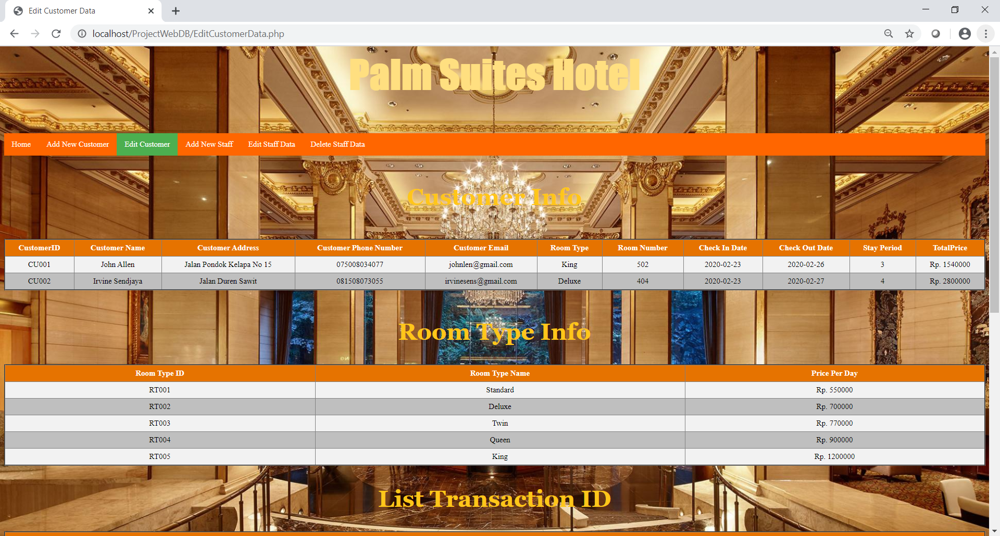 Edit Customer Data
localhost/ProjectWebDB/EditCustomerData.php
Palm Suites Hotel
Home Add New Customer Edit Customer Add New Staff Edit Staff Data Delete Staff Data
Customer Info
CustomerID Customer Name Customer Address Customer Phone Number Customer Email Room Type Room Number Check In Date Check Out Date Stay Period TotalPrice
CU001 John Allen Jalan Pondok Kelapa No 15 075008034077 johnlen@gmail.com King 502 2020-02-23 2020-02-26 3 Rp. 1540000
CU002 Irvine Sendjaya Jalan Duren Sawit 081508073055 irvinesens@gmail.com Deluxe 404 2020-02-23 2020-02-27 4 Rp. 2800000
Room Type Info
Room Type ID Room Type Name Price Per Day
RT001 Standard Rp. 550000
RT002 Deluxe Rp. 700000
RT003 Twin Rp. 770000
RT004 Queen Rp. 900000
RT005 King Rp. 1200000
List Transaction ID